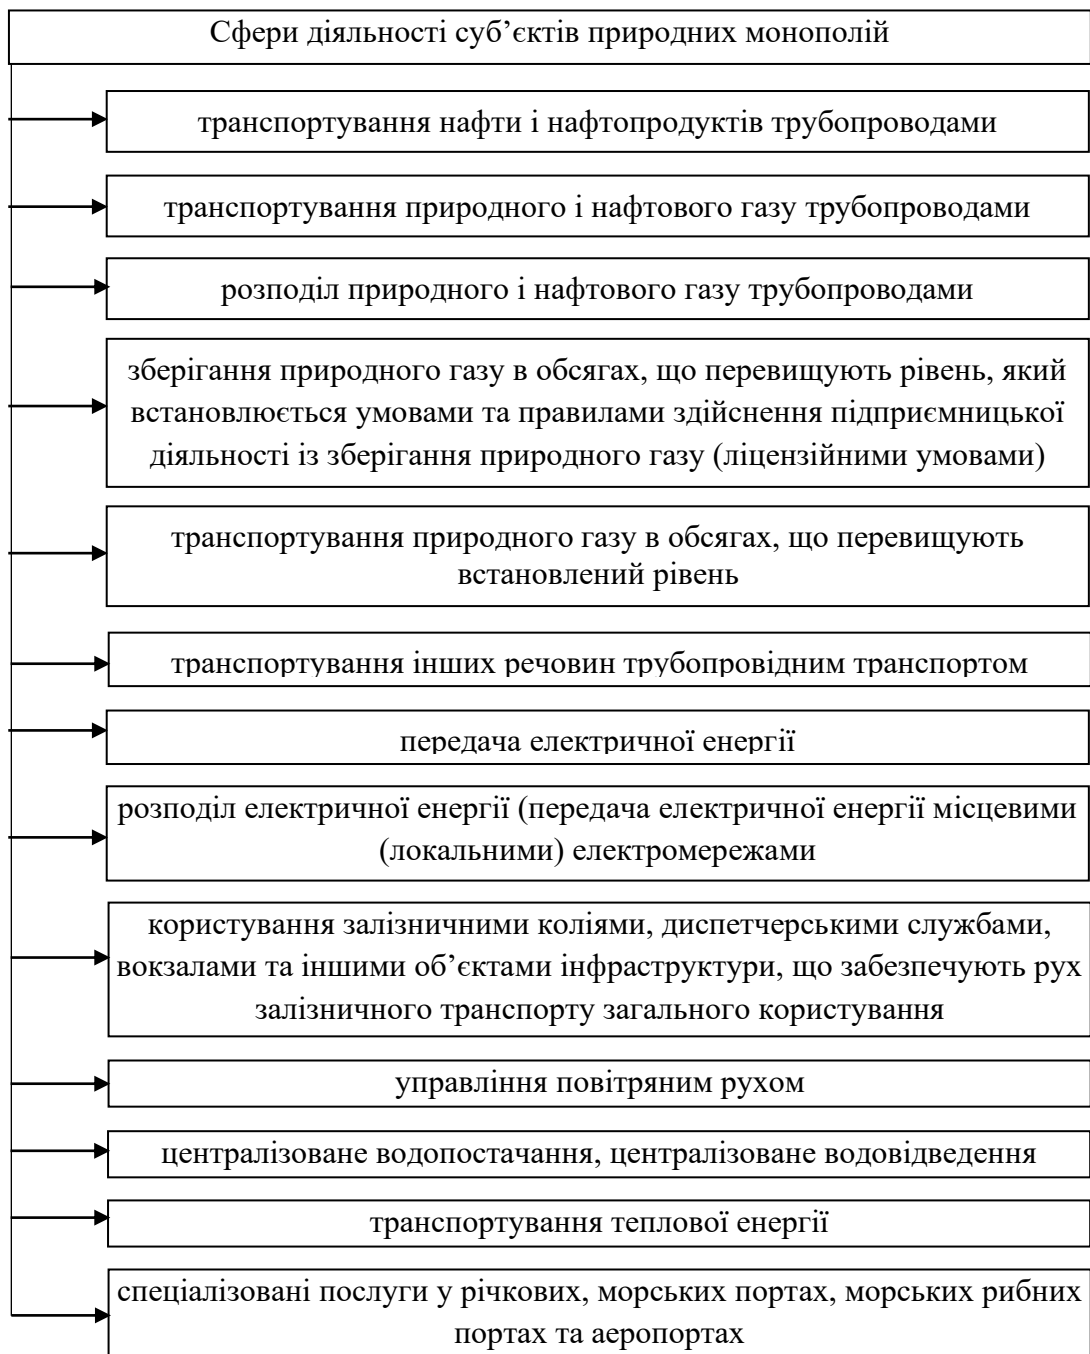 Сфери діяльності суб’єктів природних монополій
транспортування нафти і нафтопродуктів трубопроводами
транспортування природного і нафтового газу трубопроводами
розподіл природного і нафтового газу трубопроводами
зберігання природного газу в обсягах, що перевищують рівень, який
встановлюється умовами та правилами здійснення підприємницької
діяльності із зберігання природного газу (ліцензійними умовами)
транспортування природного газу в обсягах, що перевищують
встановлений рівень
транспортування інших речовин трубопровідним транспортом
передача електричної енергії
розподіл електричної енергії (передача електричної енергії місцевими
(локальними) електромережами
користування залізничними коліями, диспетчерськими службами,
вокзалами та іншими об’єктами інфраструктури, що забезпечують рух
залізничного транспорту загального користування
управління повітряним рухом
централізоване водопостачання, централізоване водовідведення
транспортування теплової енергії
спеціалізовані послуги у річкових, морських портах, морських рибних
портах та аеропортах